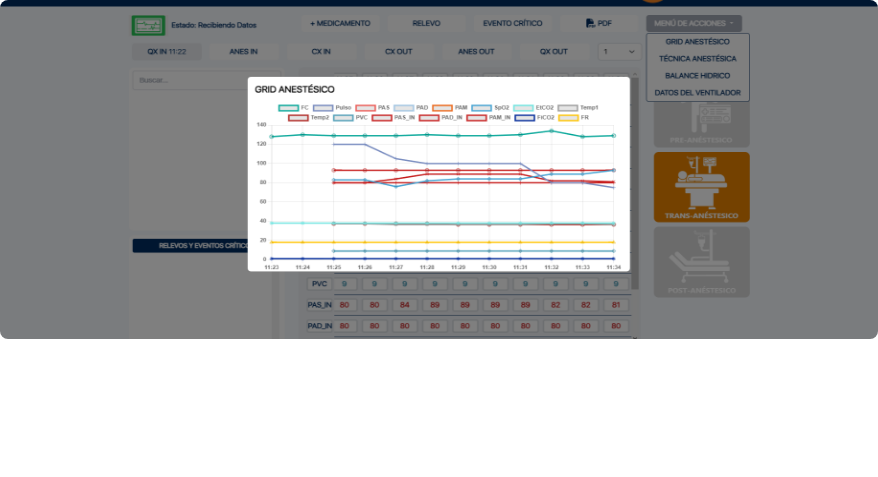 Estado: Recibiendo Datos
+ MEDICAMENTO RELEVO EVENTO CRÍTICO PDF MENÚ DE ACCIONES
QX IN 11:22 ANES IN CX IN CX OUT ANES OUT QX OUT 1
GRID ANESTÉSICO
TÉCNICA ANESTÉSICA
BALANCE HIDRICO
DATOS DEL VENTILADOR
Buscar...
GRID ANESTÉSICO
FC Pulso PAS PAD PAM SpO2 EtCO2 Temp1
Temp2 PVC PAS_IN PAD_IN PAM_IN FiCO2 FR
140
120
100
80
60
40
20
0
11:23 11:24 11:25 11:26 11:27 11:28 11:29 11:30 11:31 11:32 11:33 11:34
PRE-ANÉSTESICO
TRANS-ANÉSTESICO
POST-ANÉSTESICO
RELEVOS Y EVENTOS CRÍTICO
PVC 9 9 9 9 9 9 9 9 9 9
PAS_IN 80 80 84 89 89 89 89 82 82 81
PAD_IN 80 80 80 80 80 80 80 80 80 80